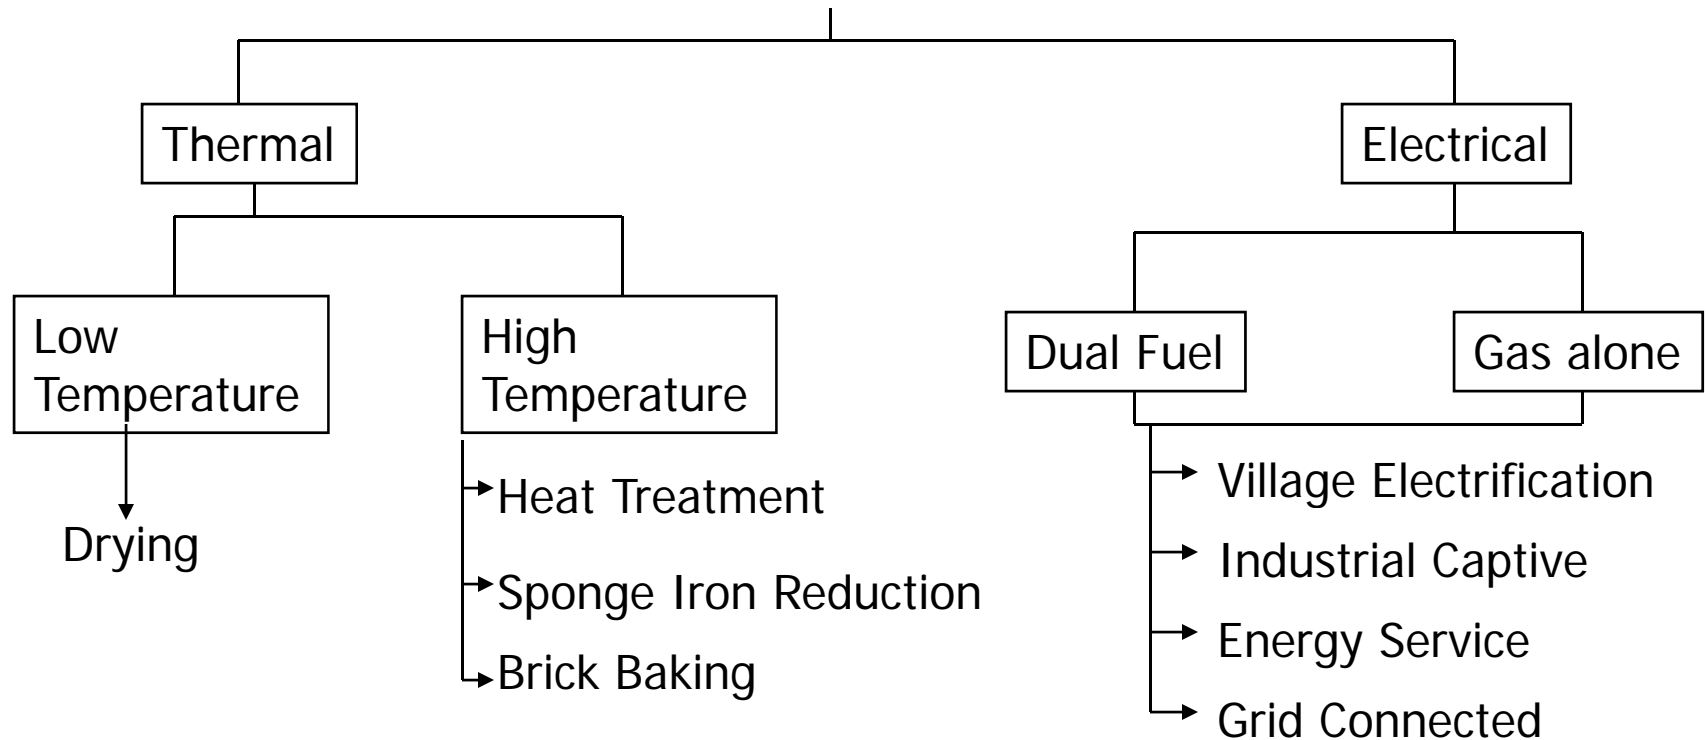 Thermal
Electrical
Low
Temperature
High
Temperature
Dual Fuel
Gas alone
Drying
Heat Treatment
Sponge Iron Reduction
Brick Baking
Village Electrification
Industrial Captive
Energy Service
Grid Connected